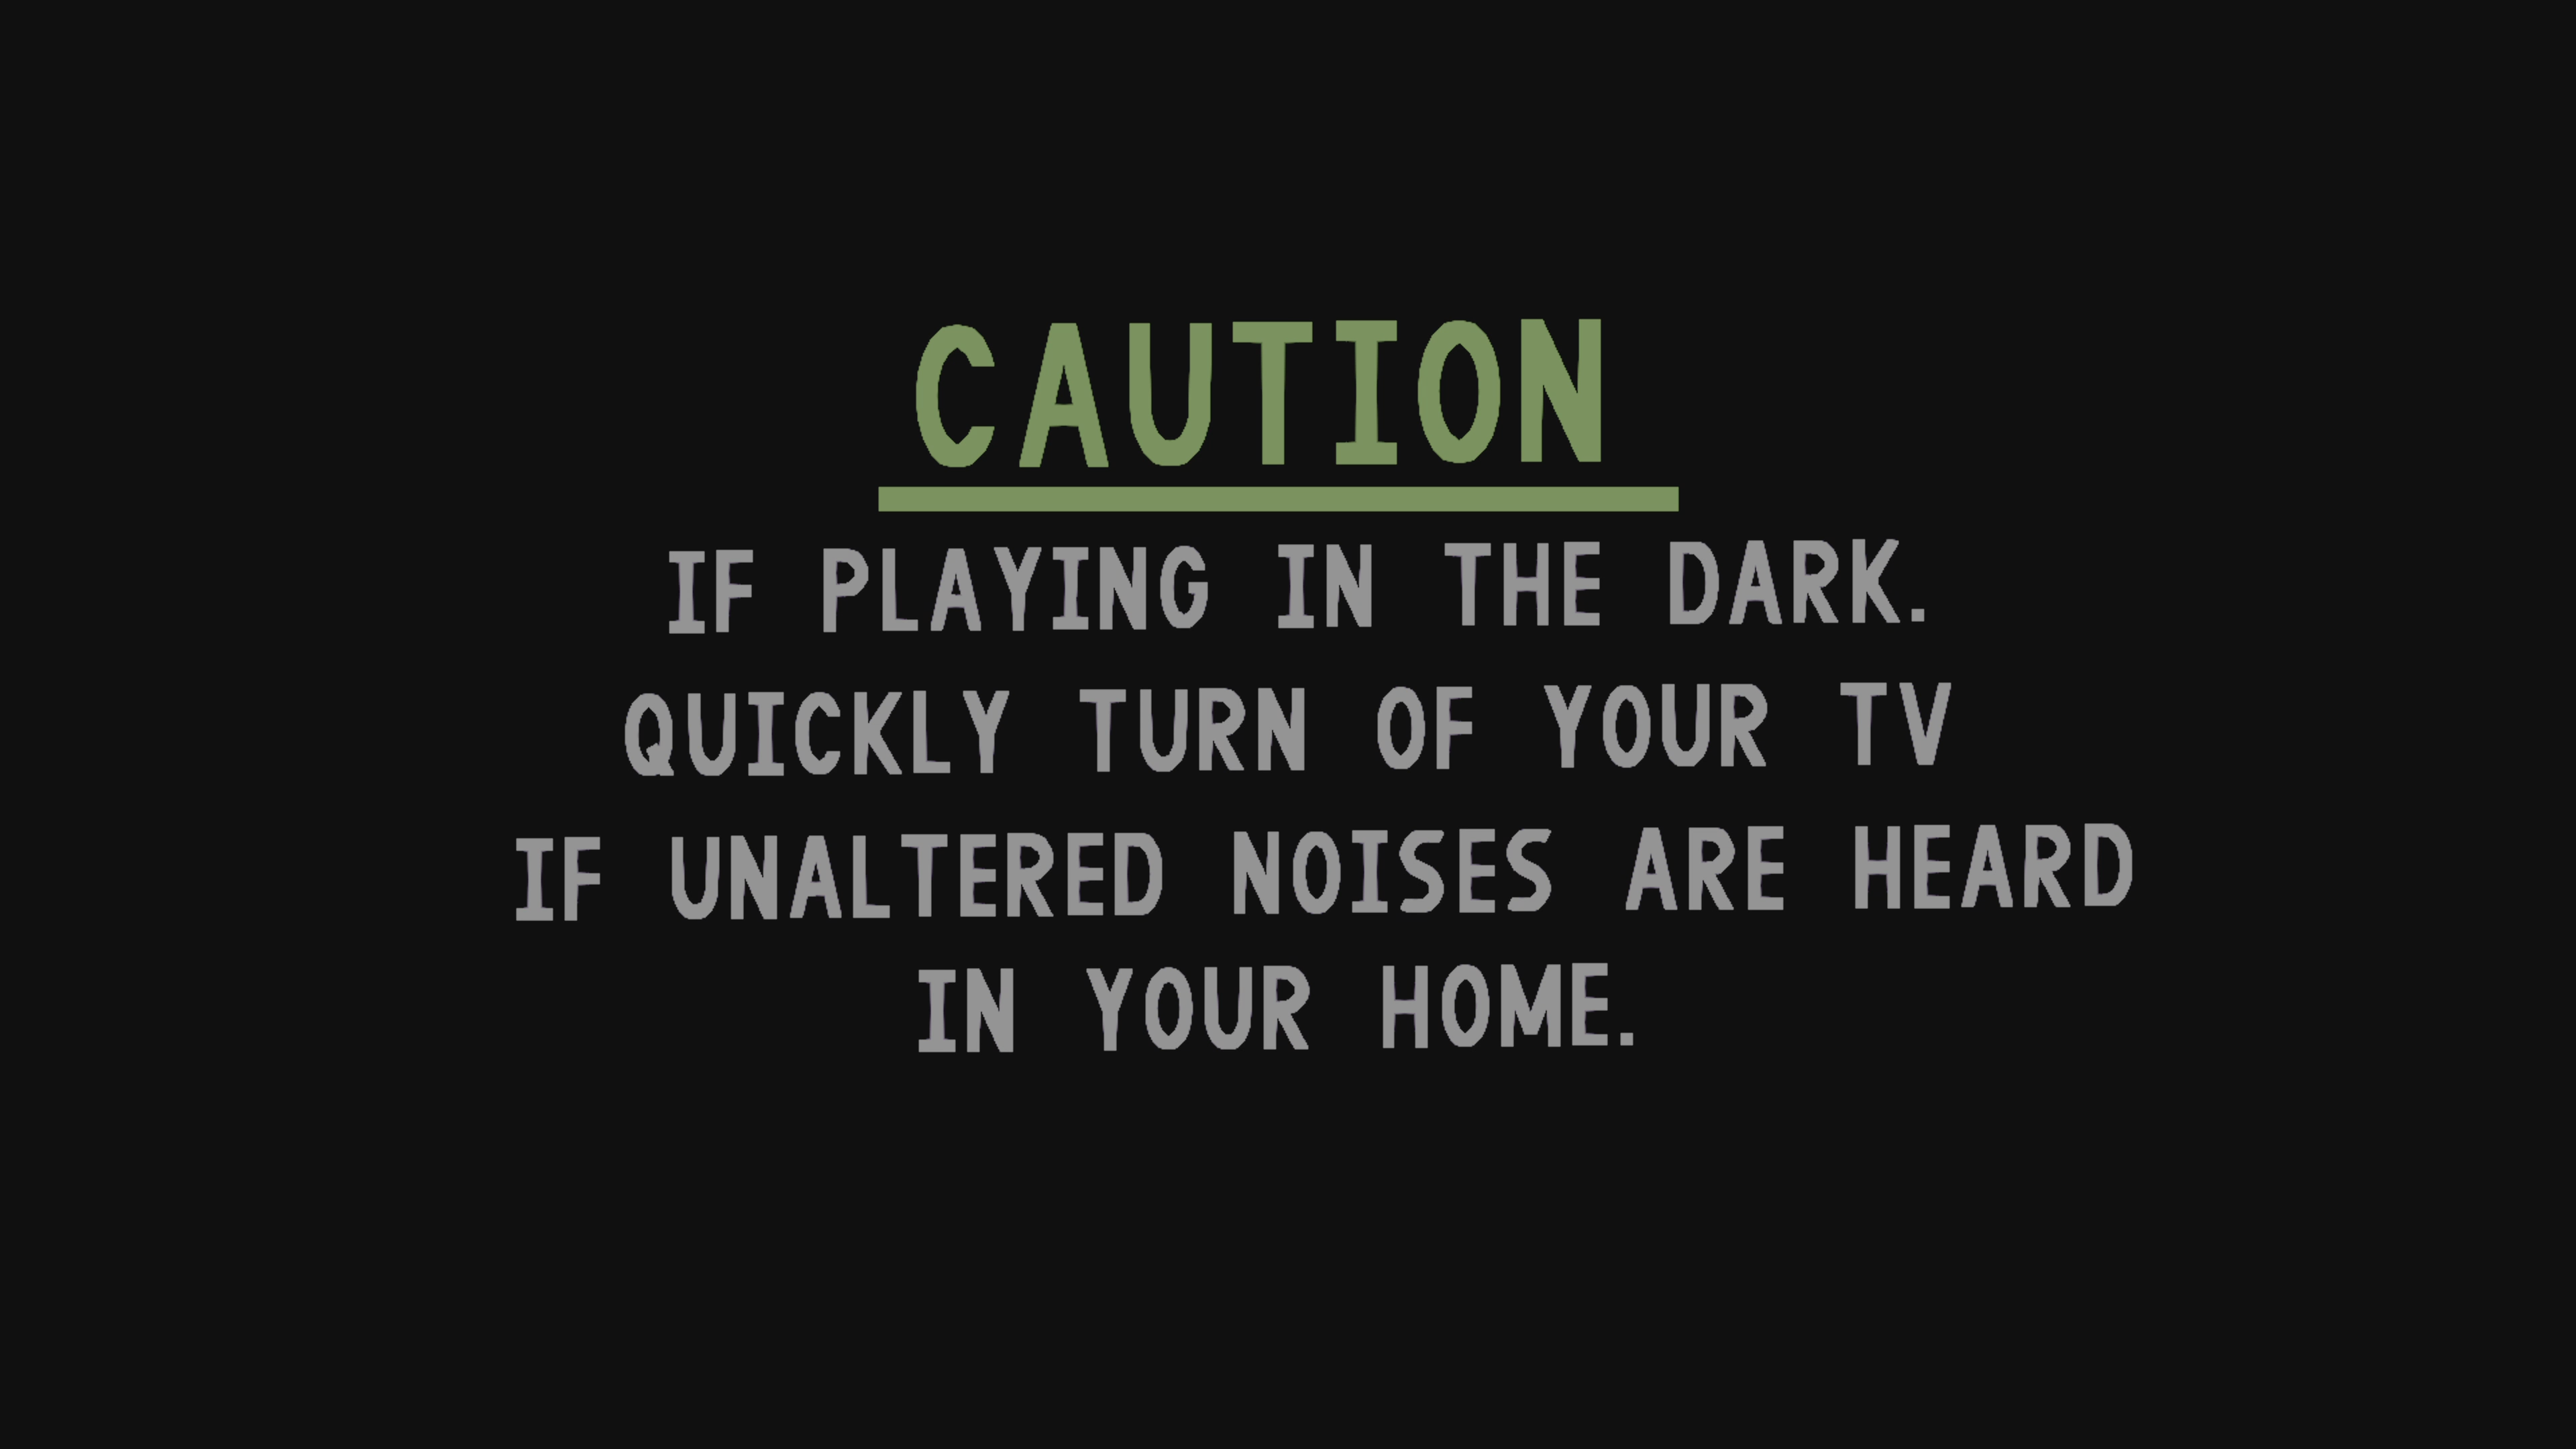 CAUTION
IF PLAYING IN THE DARK.
QUICKLY TURN OF YOUR TV
IF UNALTERED NOISES ARE HEARD
IN YOUR HOME.